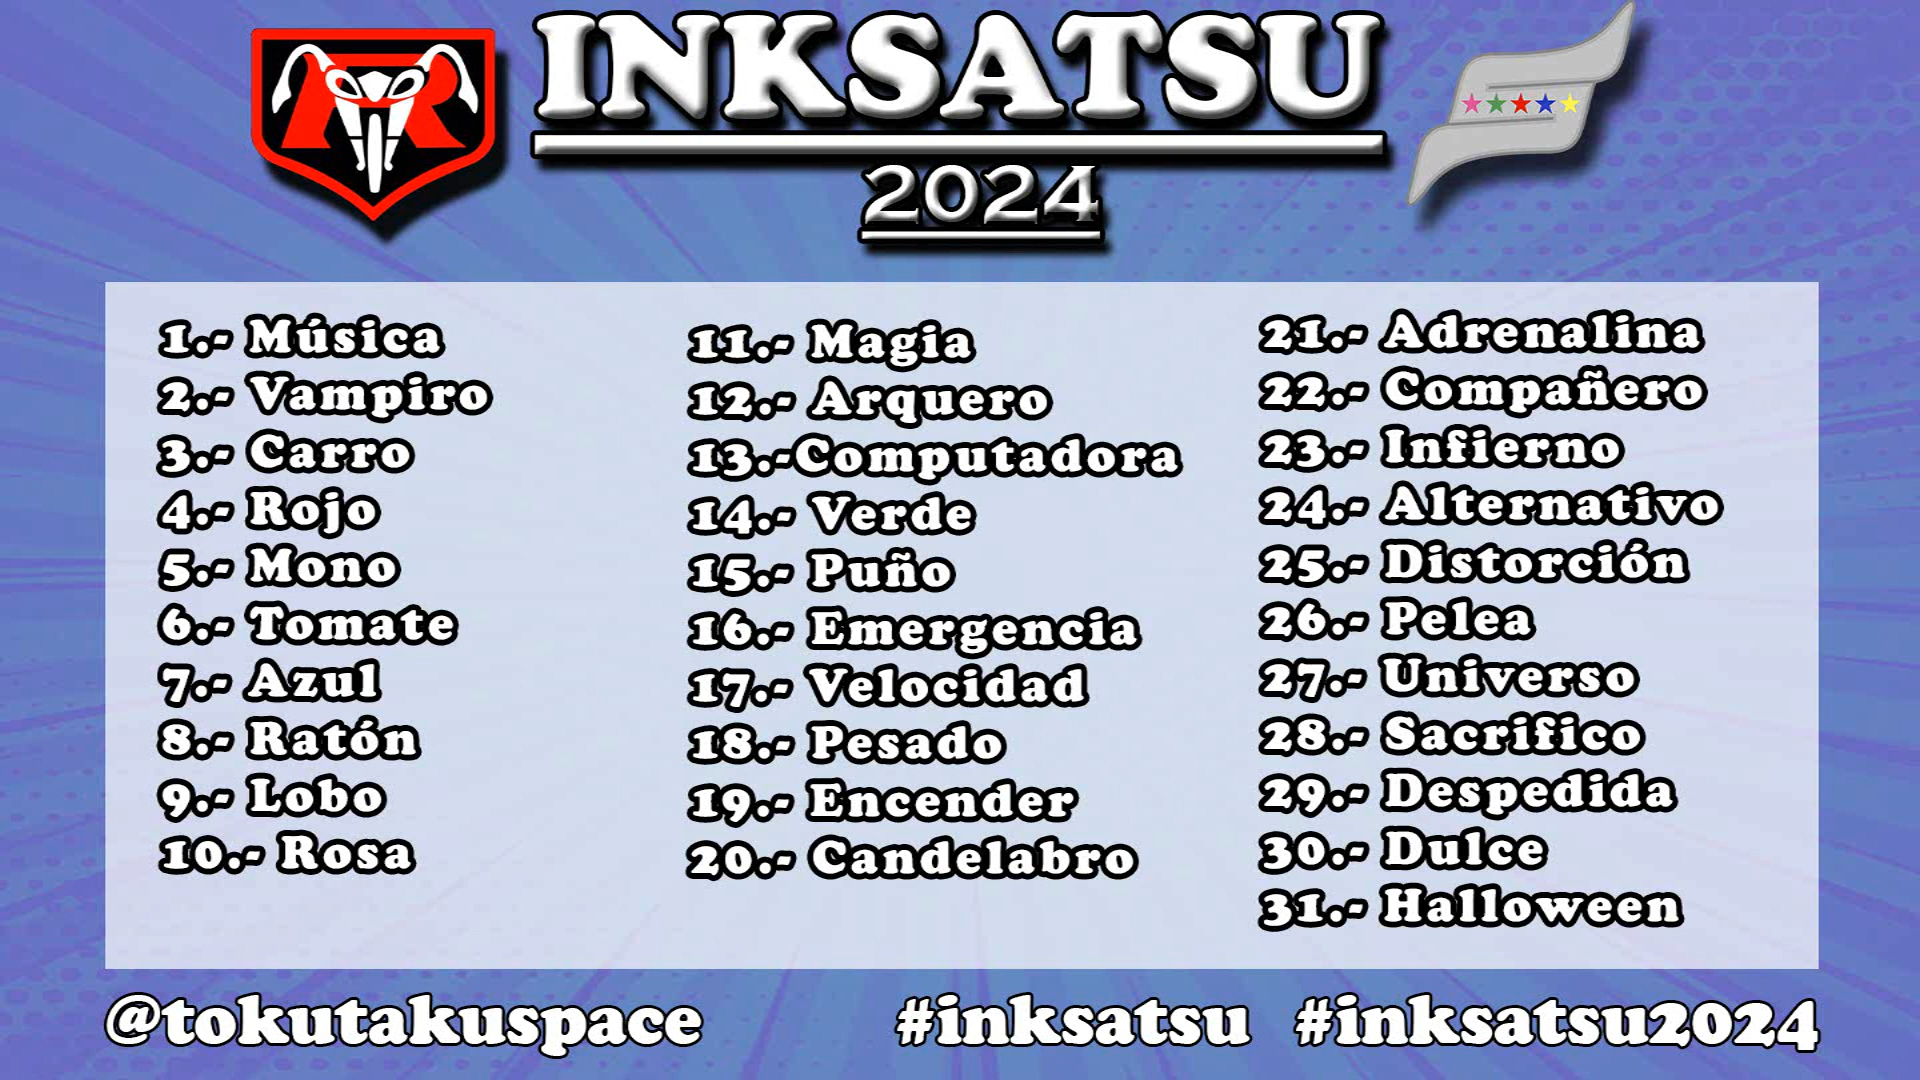 INKSATSU
2024
1.- Música
2.- Vampiro
3.- Carro
4.- Rojo
5.- Mono
6.- Tomate
7.- Azul
8.- Ratón
9.- Lobo
10.- Rosa
11.- Magia
12.- Arquero
13.-Computadora
14.- Verde
15.- Puño
16.- Emergencia
17.- Velocidad
18.- Pesado
19.- Encender
20.- Candelabro
21.- Adrenalina
22.- Compañero
23.- Infierno
24.- Alternativo
25.- Distorción
26.- Pelea
27.- Universo
28.- Sacrifico
29.- Despedida
30.- Dulce
31.- Halloween
@tokutakuspace #inksatsu #inksatsu2024